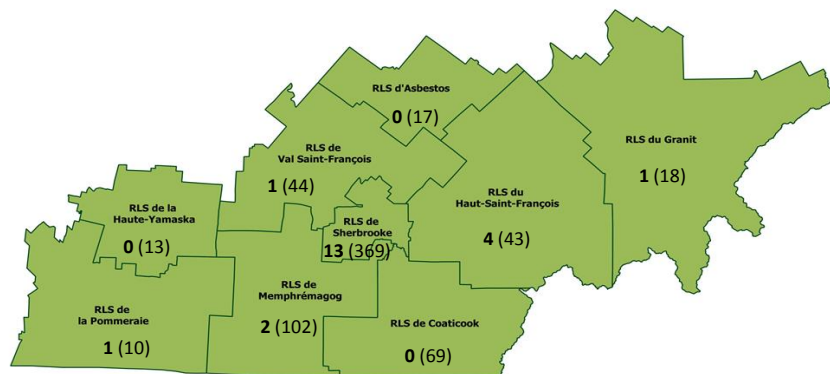 RLS d'Asbestos
0 (17)
RLS du Granit
1 (18)
RLS de
Val Saint-François
1 (44)
RLS du
Haut-Saint-François
4 (43)
RLS de la
Haute-Yamaska
0 (13)
RLS de
Sherbrooke
13 (369)
RLS de
Memphrémagog
2 (102)
RLS de
la Pommeraie
1 (10)
RLS de Coaticook
0 (69)